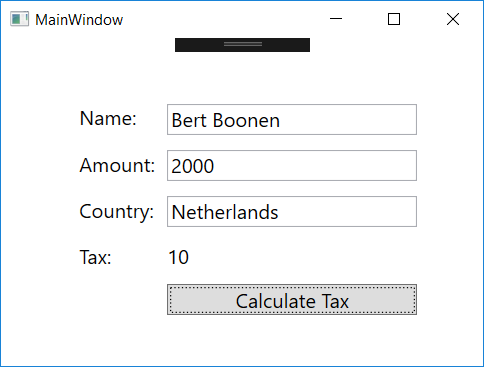 MainWindow
Name: Bert Boonen
Amount: 2000
Country: Netherlands
Tax: 10
Calculate Tax